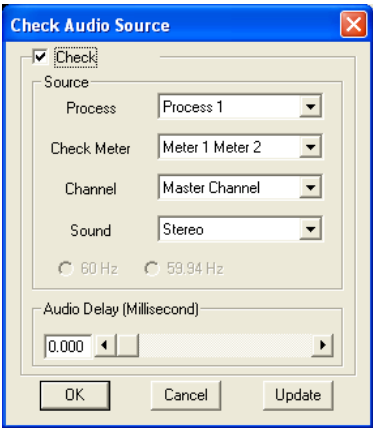 Check Audio Source
Check
Source
Process Process 1
Check Meter Meter 1 Meter 2
Channel Master Channel
Sound Stereo
60 Hz 59.94 Hz
Audio Delay (Millisecond)
0.000
OK Cancel Update